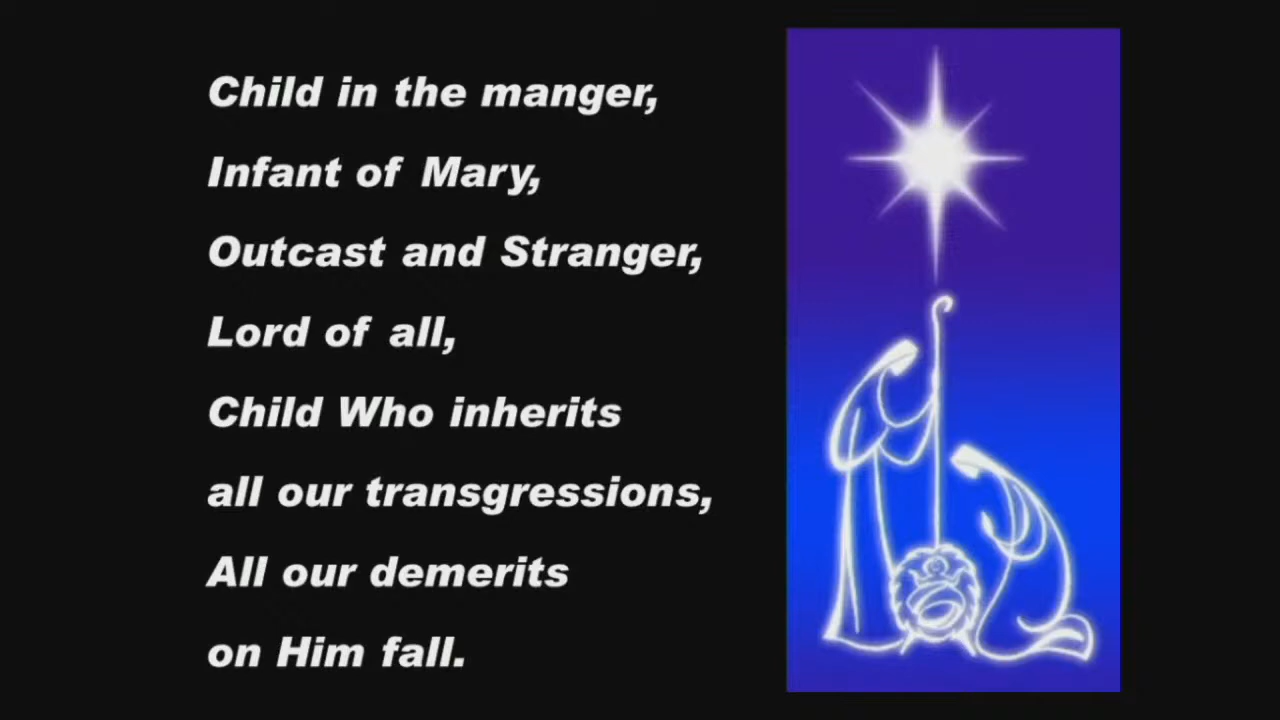 Child in the manger,
Infant of Mary,
Outcast and Stranger,
Lord of all,
Child Who inherits
all our transgressions,
All our demerits
on Him fall.